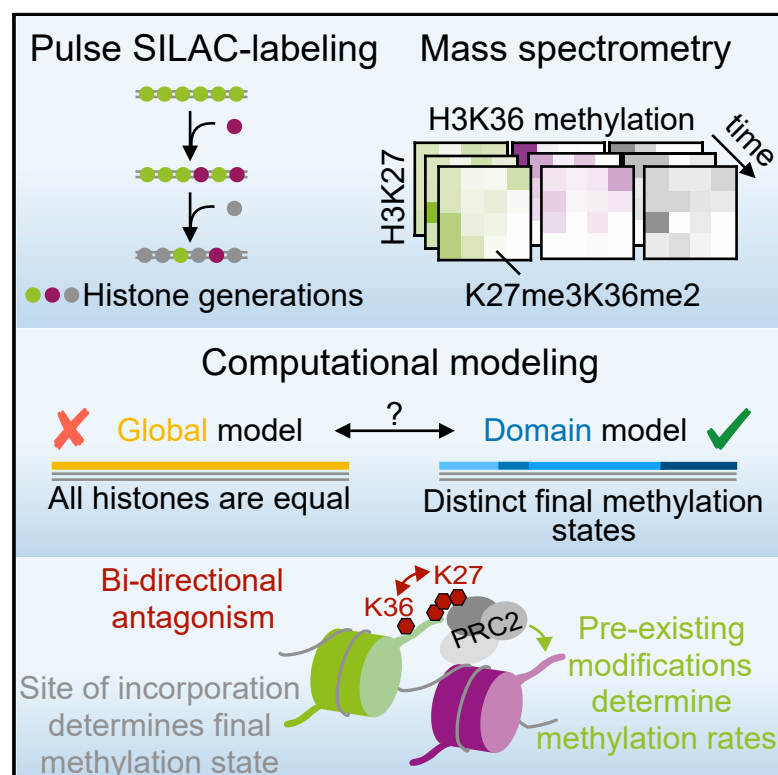 Pulse SILAC-labeling
Mass spectrometry
H3K36 methylation
time
H3K27
K27me3K36me2
Histone generations
Computational modeling
?
Global model
Domain model
All histones are equal
Distinct final methylation
states
Bi-directional
antagonism
K27
K36
PRC2
Site of incorporation
determines final
methylation state
Pre-existing
modifications
determine
methylation rates